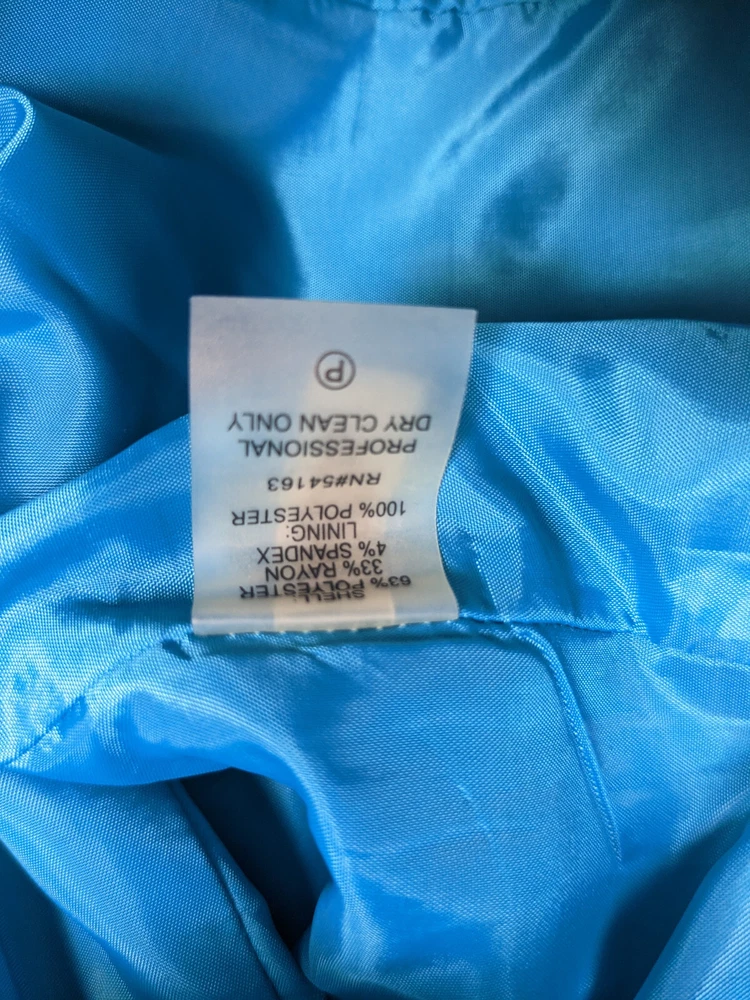 SHELL:
63% POLYESTER
33% RAYON
4% SPANDEX
LINING:
100% POLYESTER
RN#54163
PROFESSIONAL
DRY CLEAN ONLY
P